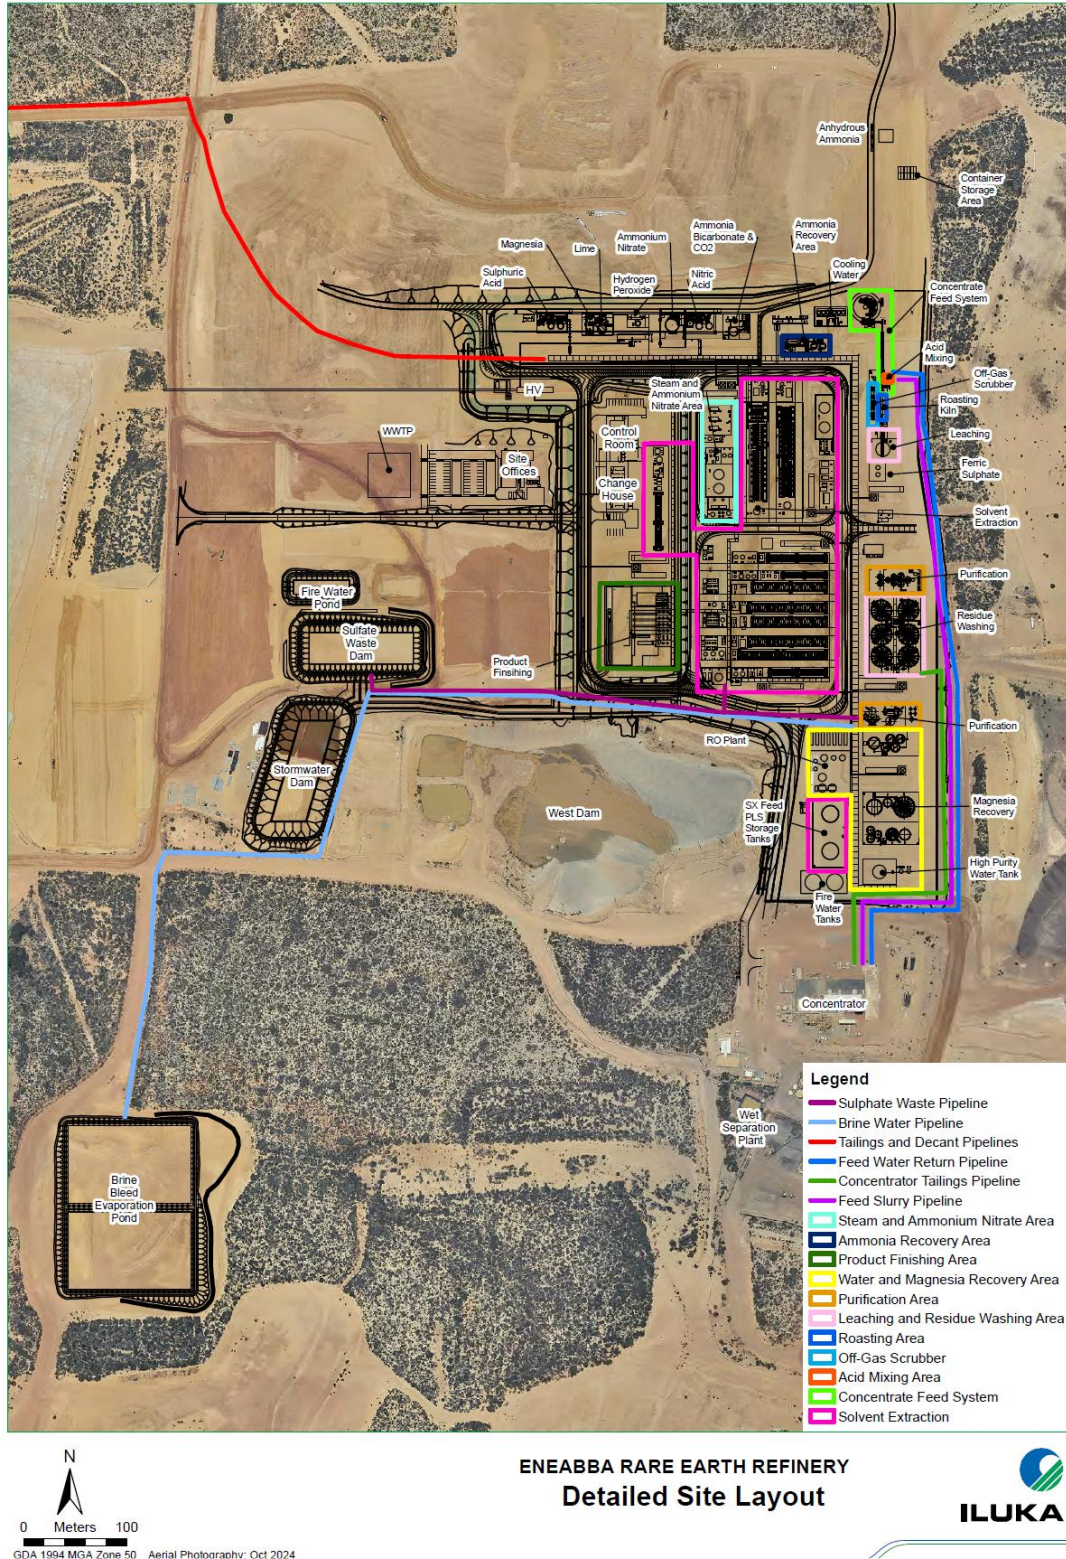 Anhydrous
Ammonia
Container
Storage
Area
Magnesia
Lime
Ammonium
Nitrate
Ammonia
Bicarbonate &
CO2
Ammonia
Recovery
Area
Sulphuric
Acid
Hydrogen
Peroxide
Nitric
Acid
Cooling
Water
Concentrate
Feed System
Acid
Mixing
Off-Gas
Scrubber
HV
Steam and
Ammonium
Nitrate Area
Roasting
Kiln
WWTP
Control
Room
Leaching
Site
Offices
Ferric
Sulphate
Change
House
Solvent
Extraction
Purification
Fire Water
Pond
Residue
Washing
Sulfate
Waste
Dam
Product
Finsihing
Purification
RO Plant
Stormwater
Dam
West Dam
SX Feed
PLS
Storage
Tanks
Magnesia
Recovery
High Purity
Water Tank
Fire
Water
Tanks
Concentrator
Wet
Separation
Plant
Brine
Bleed
Evaporation
Pond
Legend
Sulphate Waste Pipeline
Brine Water Pipeline
Tailings and Decant Pipelines
Feed Water Return Pipeline
Concentrator Tailings Pipeline
Feed Slurry Pipeline
Steam and Ammonium Nitrate Area
Ammonia Recovery Area
Product Finishing Area
Water and Magnesia Recovery Area
Purification Area
Leaching and Residue Washing Area
Roasting Area
Off-Gas Scrubber
Acid Mixing Area
Concentrate Feed System
Solvent Extraction
N
0 Meters 100
GDA 1994 MGA Zone 50 Aerial Photography: Oct 2024
ENEABBA RARE EARTH REFINERY
Detailed Site Layout
ILUKA